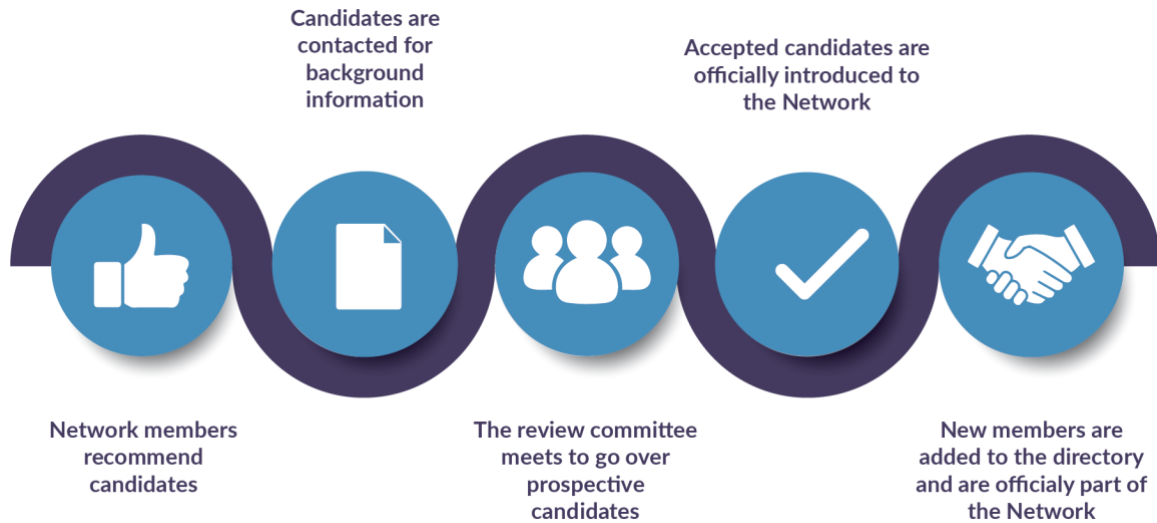 Network members
recommend
candidates
Candidates are
contacted for
background
information
The review committee
meets to go over
prospective
candidates
Accepted candidates are
officially introduced to
the Network
New members are
added to the directory
and are officialy part of
the Network